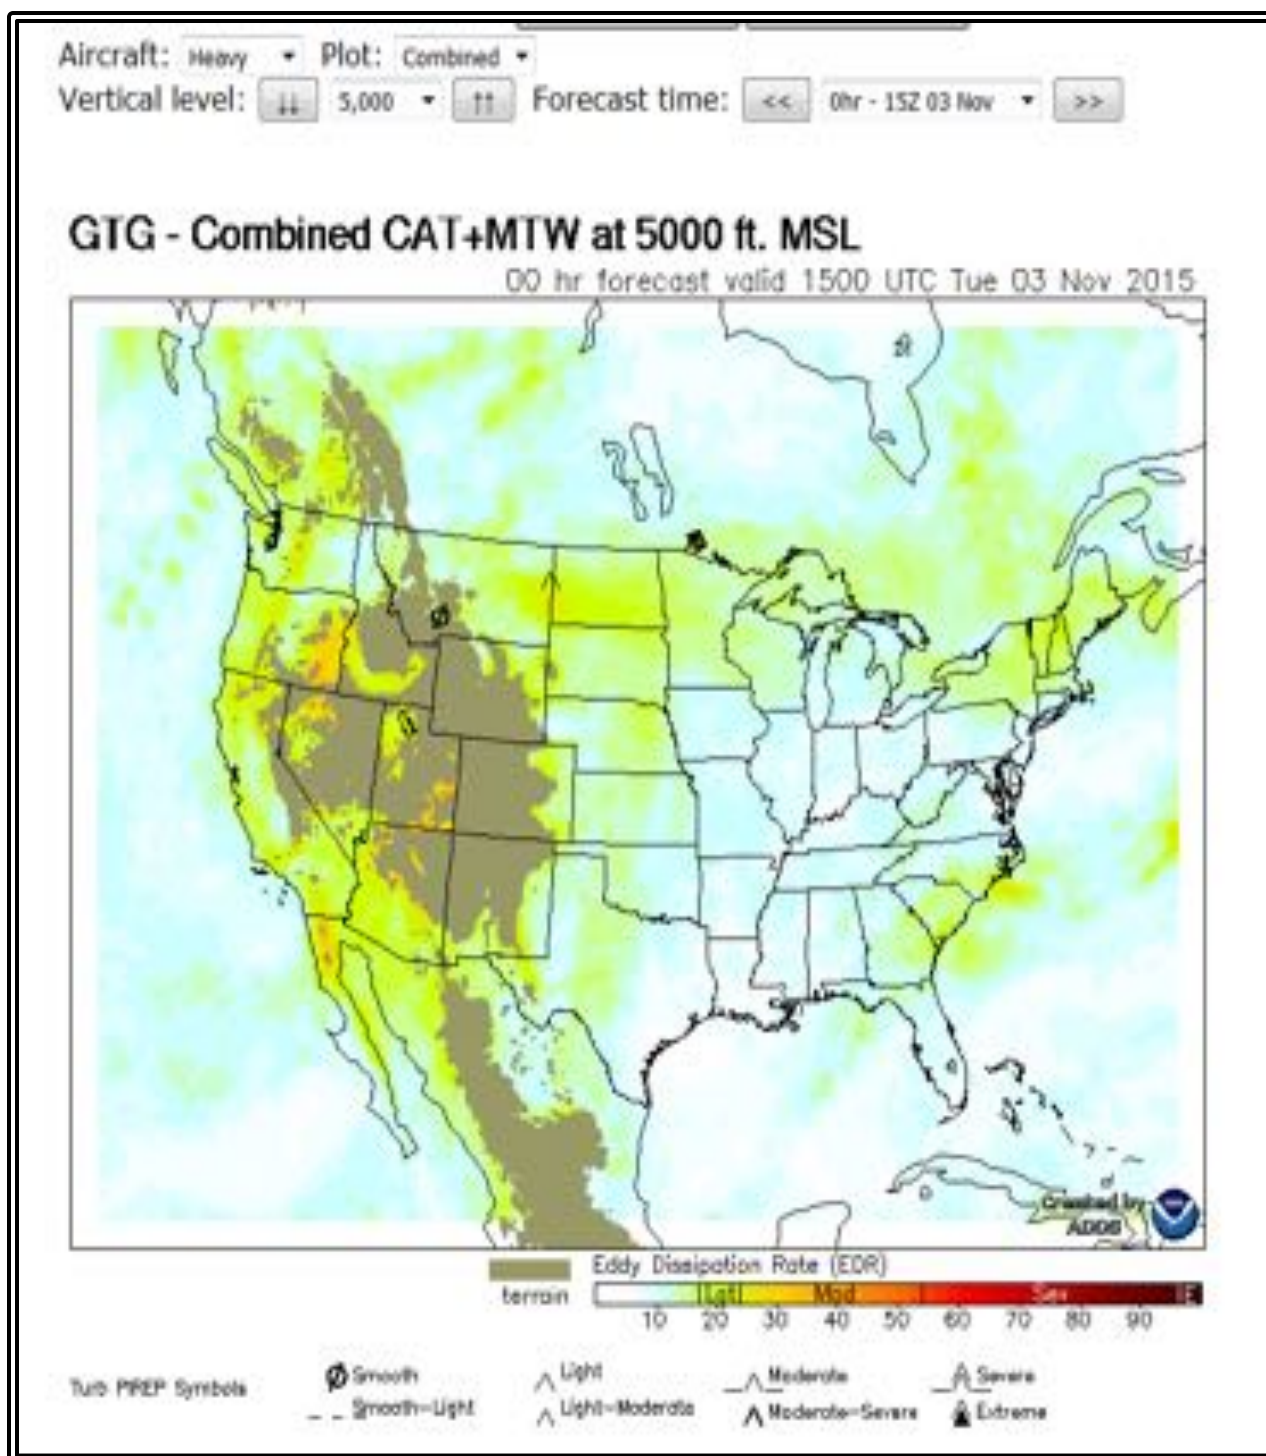 Aircraft: Heavy Plot: Combined
Vertical level: ↓↓ 5,000 ↑↑ Forecast time: << 0hr - 15Z 03 Nov >>
GTG - Combined CAT+MTW at 5000 ft. MSL
00 hr forecast valid 1500 UTC Tue 03 Nov 2015
Created by
ADDS
Eddy Dissipation Rate (EDR)
terrain
Lgt Mod Sev E
10 20 30 40 50 60 70 80 90
Turb PIREP Symbols
Smooth Light Moderate Severe
Smooth-Light Light-Moderate Moderate-Severe Extreme